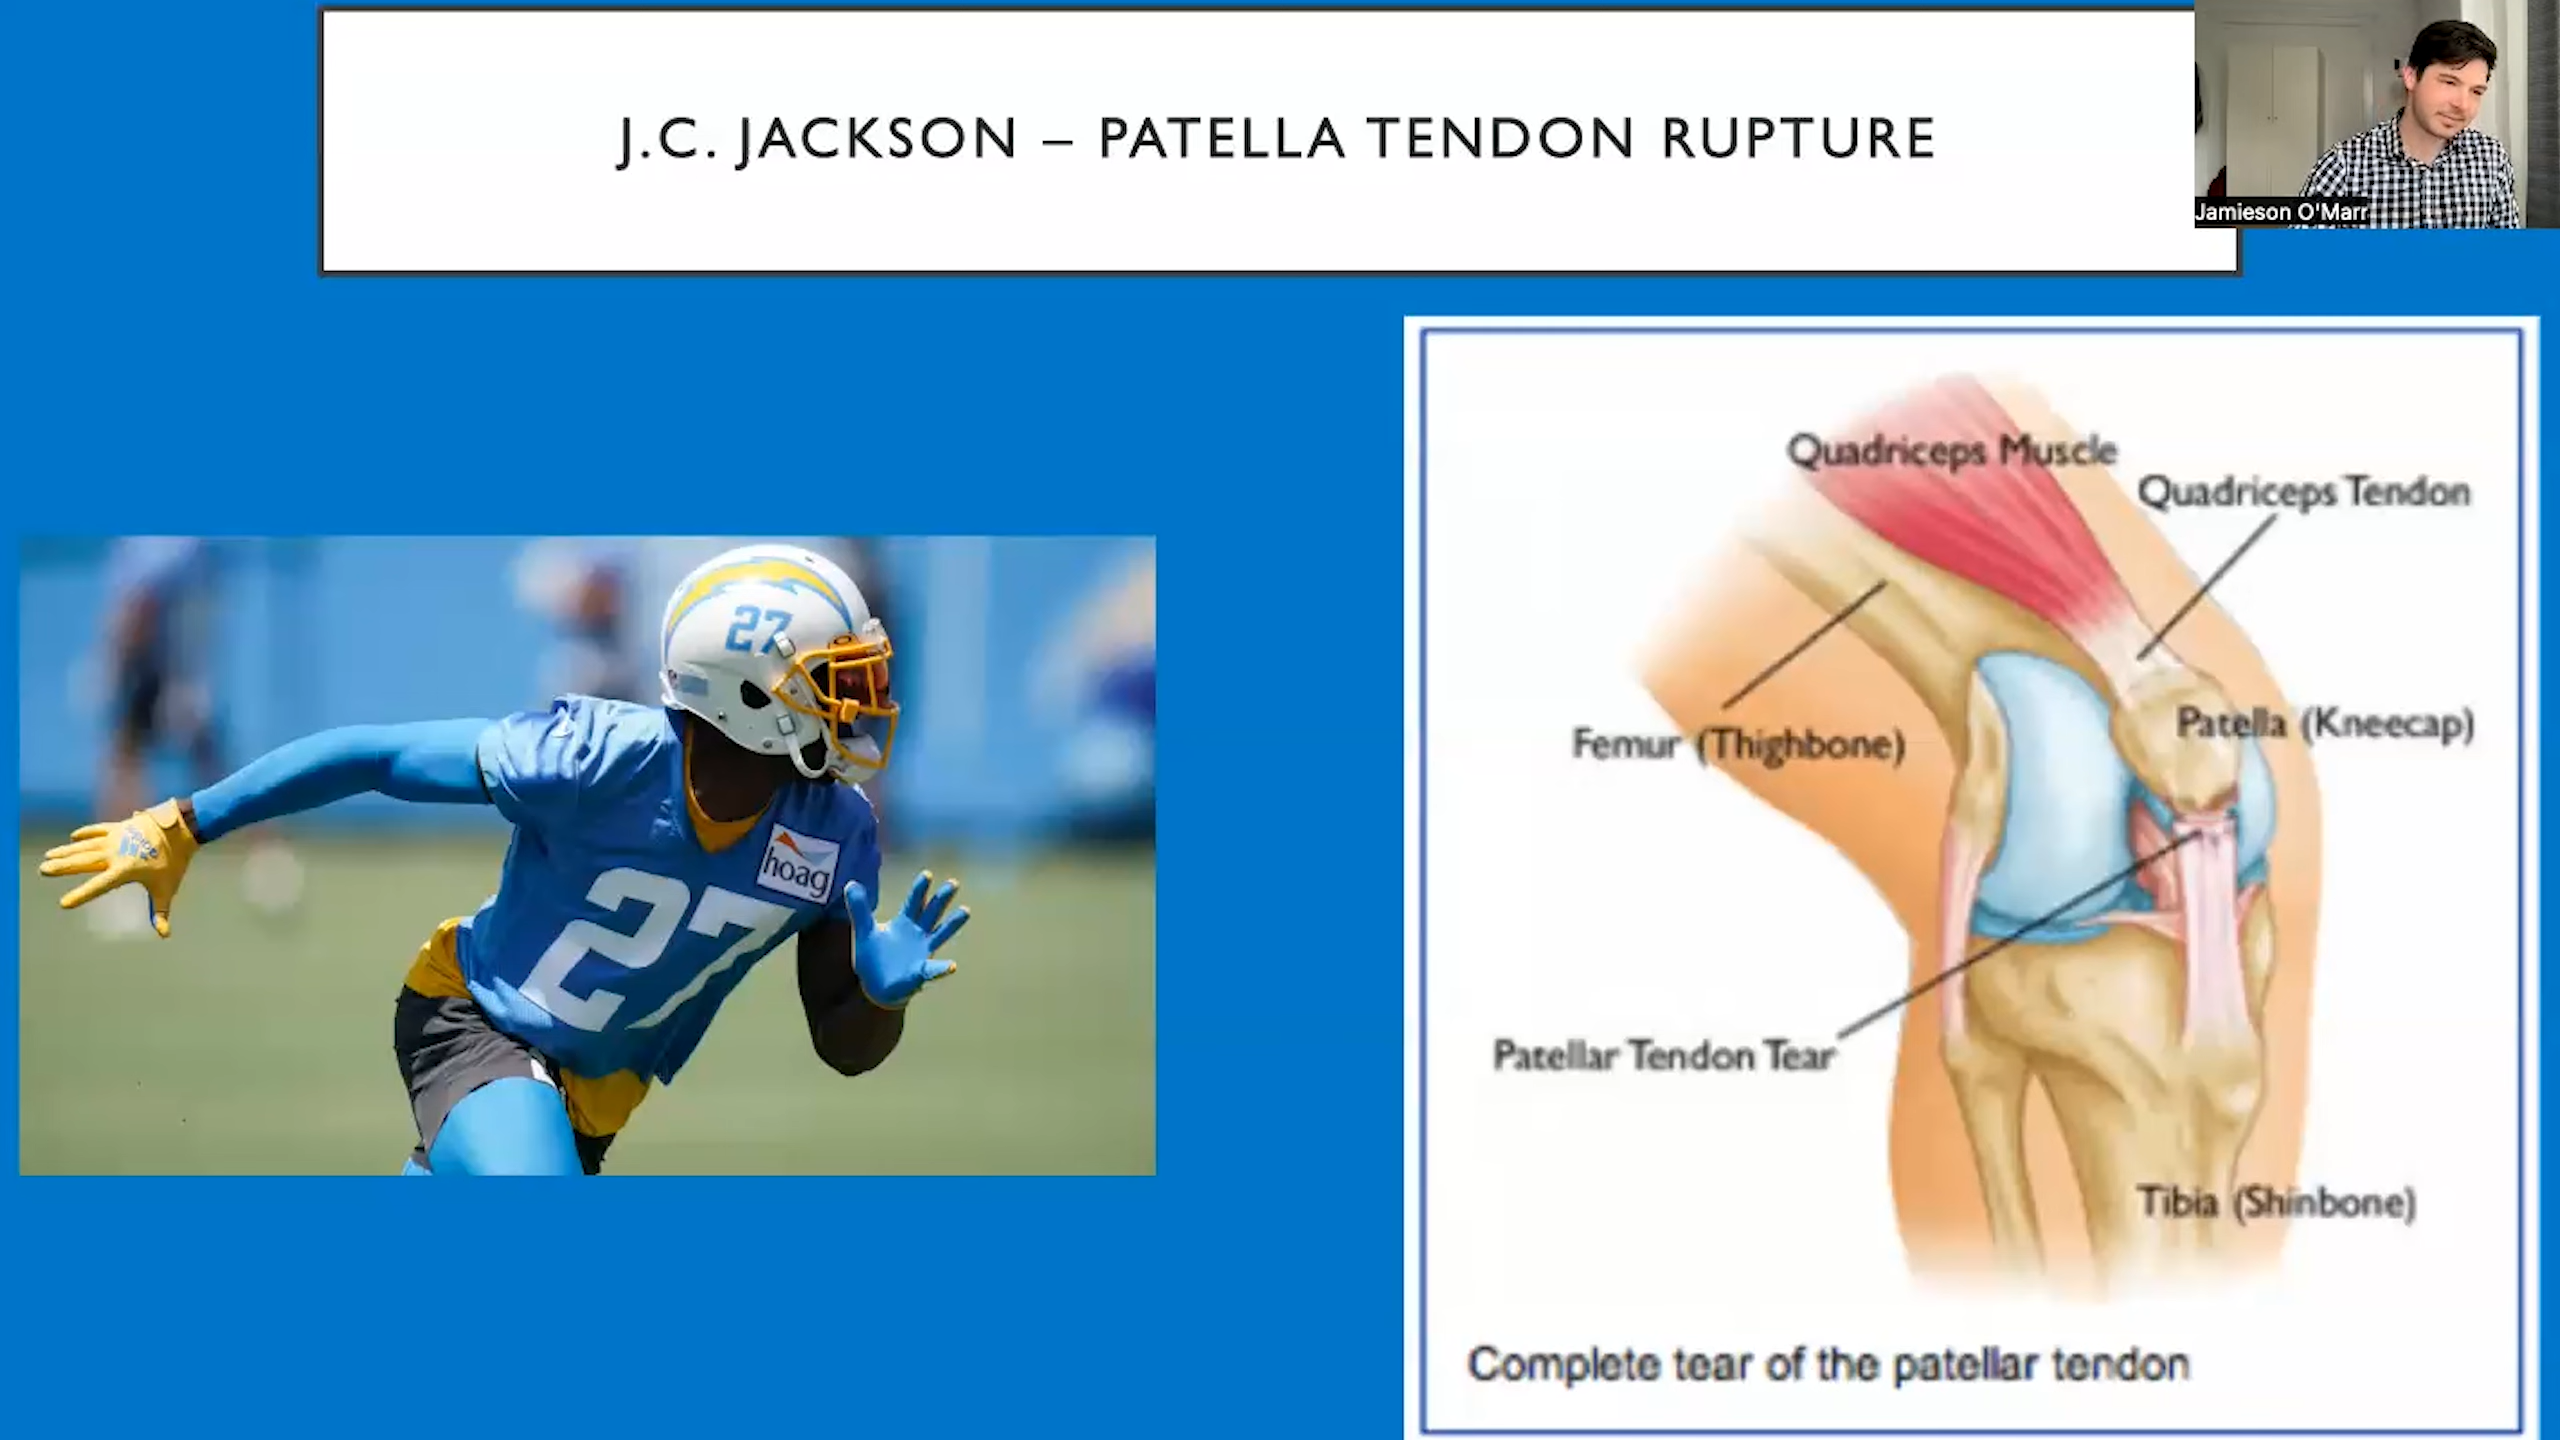 J.C. JACKSON – PATELLA TENDON RUPTURE
Jamieson O'Marr
27
hoag
27
Quadriceps Muscle
Quadriceps Tendon
Femur (Thighbone)
Patella (Kneecap)
Patellar Tendon Tear
Tibia (Shinbone)
Complete tear of the patellar tendon